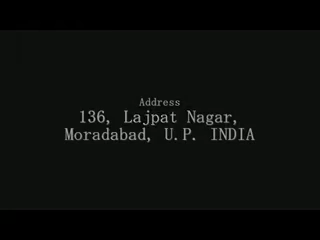 Address
136, Lajpat Nagar,
Moradabad, U.P. INDIA